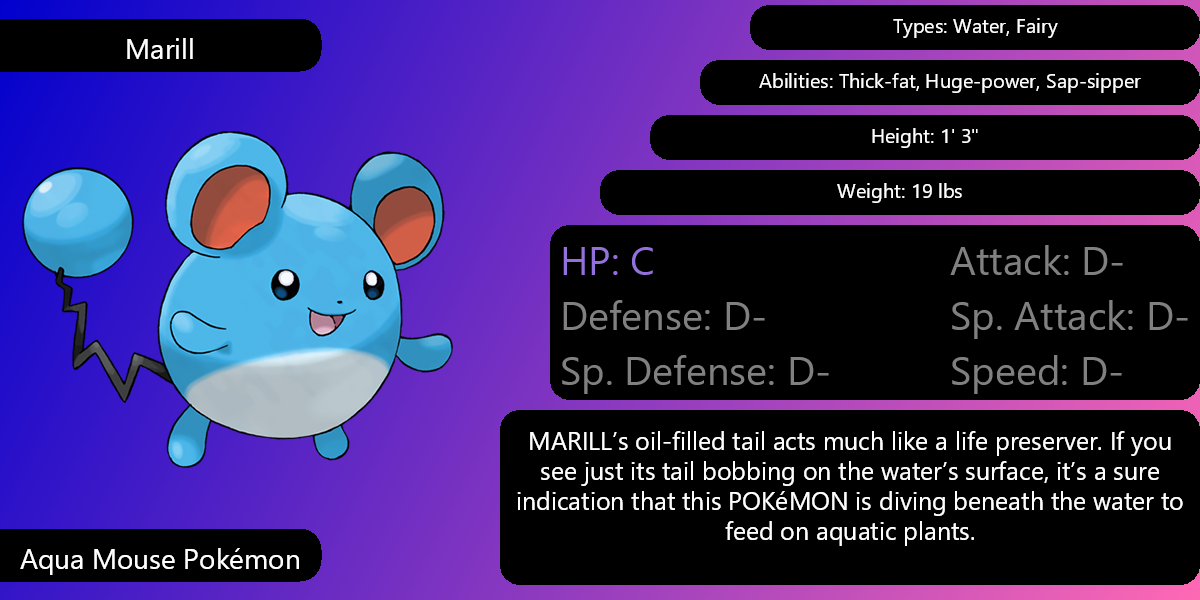 Marill
Types: Water, Fairy
Abilities: Thick-fat, Huge-power, Sap-sipper
Height: 1' 3"
Weight: 19 lbs
HP: C
Attack: D-
Defense: D-
Sp. Attack: D-
Sp. Defense: D-
Speed: D-
MARILL’s oil-filled tail acts much like a life preserver. If you
see just its tail bobbing on the water’s surface, it’s a sure
indication that this POKéMON is diving beneath the water to
feed on aquatic plants.
Aqua Mouse Pokémon